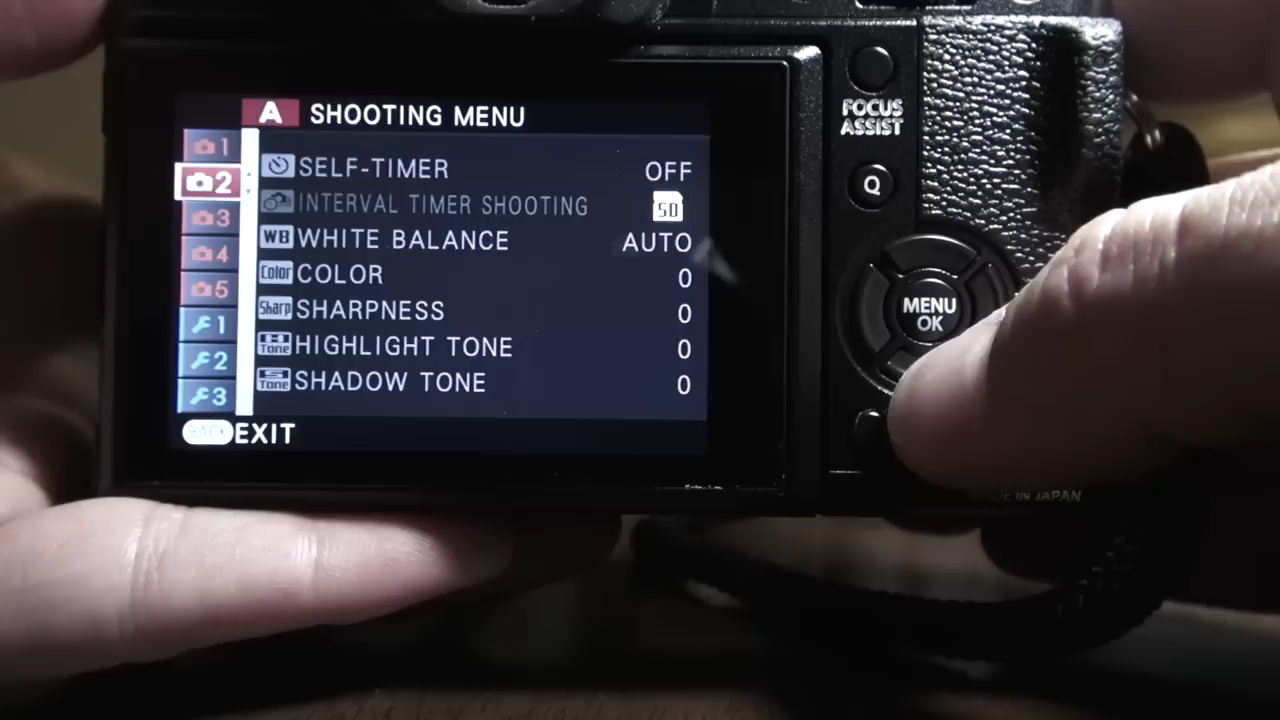 A SHOOTING MENU
1
2
3
4
5
1
2
3
SELF-TIMER OFF
INTERVAL TIMER SHOOTING SD
WB WHITE BALANCE AUTO
Color COLOR 0
Sharp SHARPNESS 0
H TONE HIGHLIGHT TONE 0
S TONE SHADOW TONE 0
BACK EXIT
FOCUS
ASSIST
Q
MENU
OK
IN JAPAN